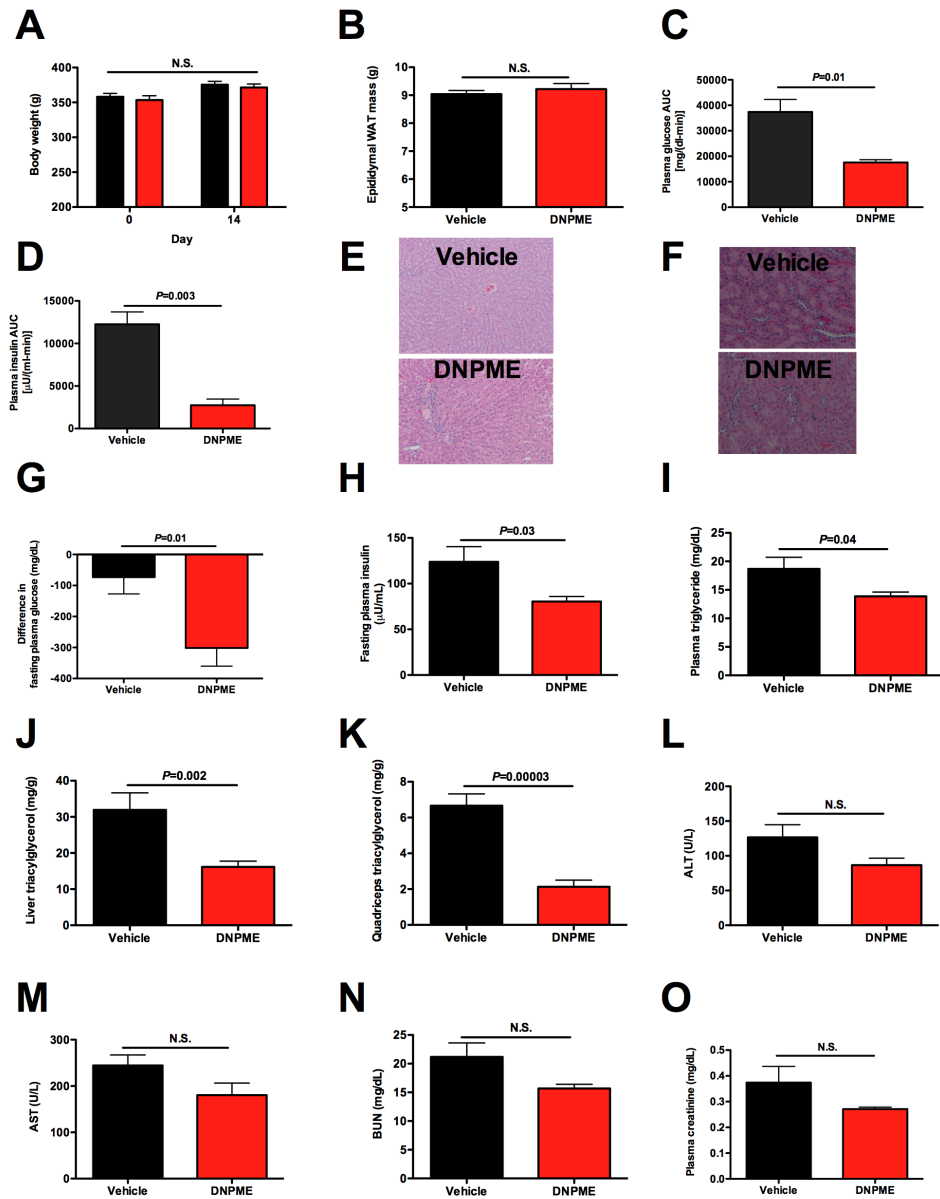 A
N.S.
Body weight (g)
400
350
300
250
200
0
14
Day
B
N.S.
Epididymal WAT mass (g)
10
9
8
7
6
5
Vehicle
DNPME
C
P=0.01
Plasma glucose AUC
[mg/(dl-min)]
50000
40000
30000
20000
10000
0
Vehicle
DNPME
D
P=0.003
Plasma insulin AUC
[µU/(ml-min)]
15000
10000
5000
0
Vehicle
DNPME
E
Vehicle
DNPME
F
Vehicle
DNPME
G
P=0.01
Difference in
fasting plasma glucose (mg/dL)
0
-100
-200
-300
-400
Vehicle
DNPME
H
P=0.03
Fasting plasma insulin
(µU/mL)
150
100
50
0
Vehicle
DNPME
I
P=0.04
Plasma triglyceride (mg/dL)
25
20
15
10
5
0
Vehicle
DNPME
J
P=0.002
Liver triacylglycerol (mg/g)
40
30
20
10
0
Vehicle
DNPME
K
P=0.00003
Quadriceps triacylglycerol (mg/g)
8
6
4
2
0
Vehicle
DNPME
L
N.S.
ALT (U/L)
200
150
100
50
0
Vehicle
DNPME
M
N.S.
AST (U/L)
300
200
100
0
Vehicle
DNPME
N
N.S.
BUN (mg/dL)
25
20
15
10
5
0
Vehicle
DNPME
O
N.S.
Plasma creatinine (mg/dL)
0.5
0.4
0.3
0.2
0.1
0.0
Vehicle
DNPME